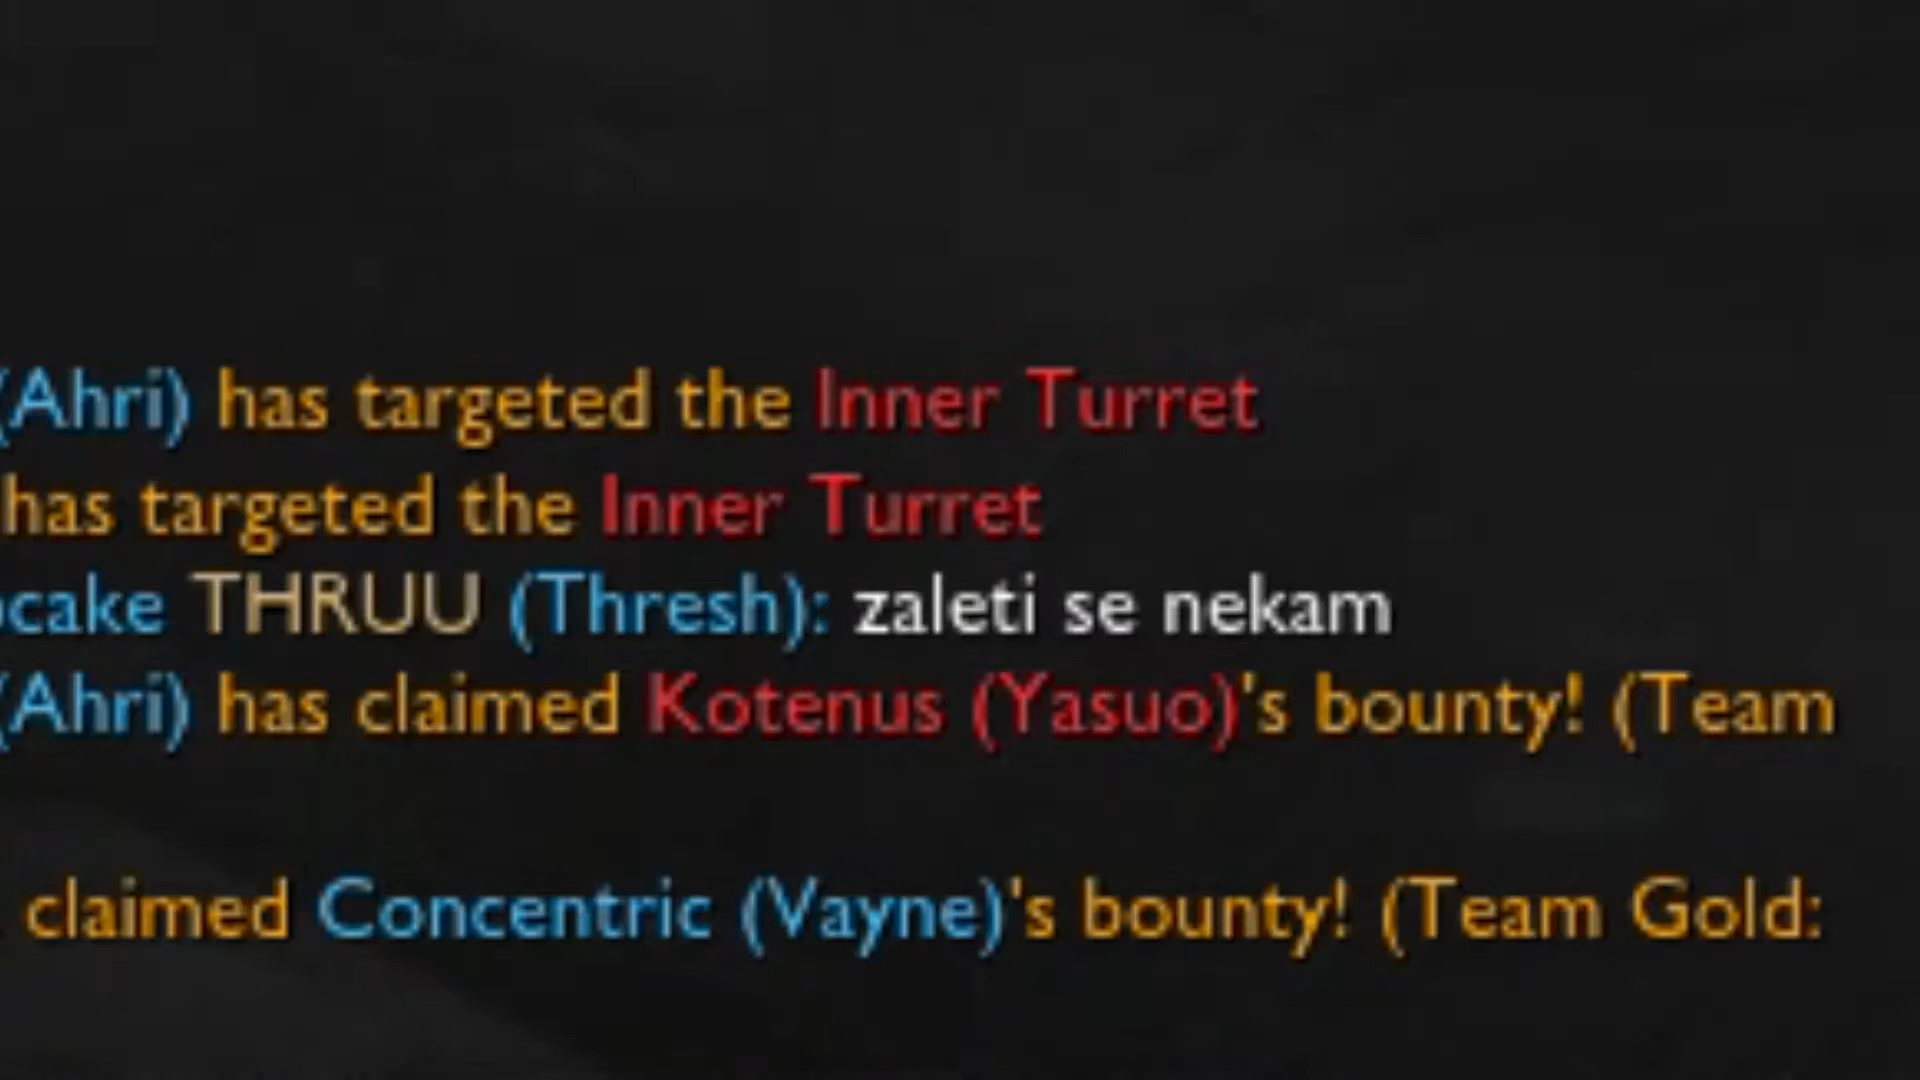 (Ahri) has targeted the Inner Turret
has targeted the Inner Turret
THRUU (Thresh): zaleti se nekam
(Ahri) has claimed Kotenus (Yasuo)'s bounty! (Team
claimed Concentric (Vayne)'s bounty! (Team Gold: